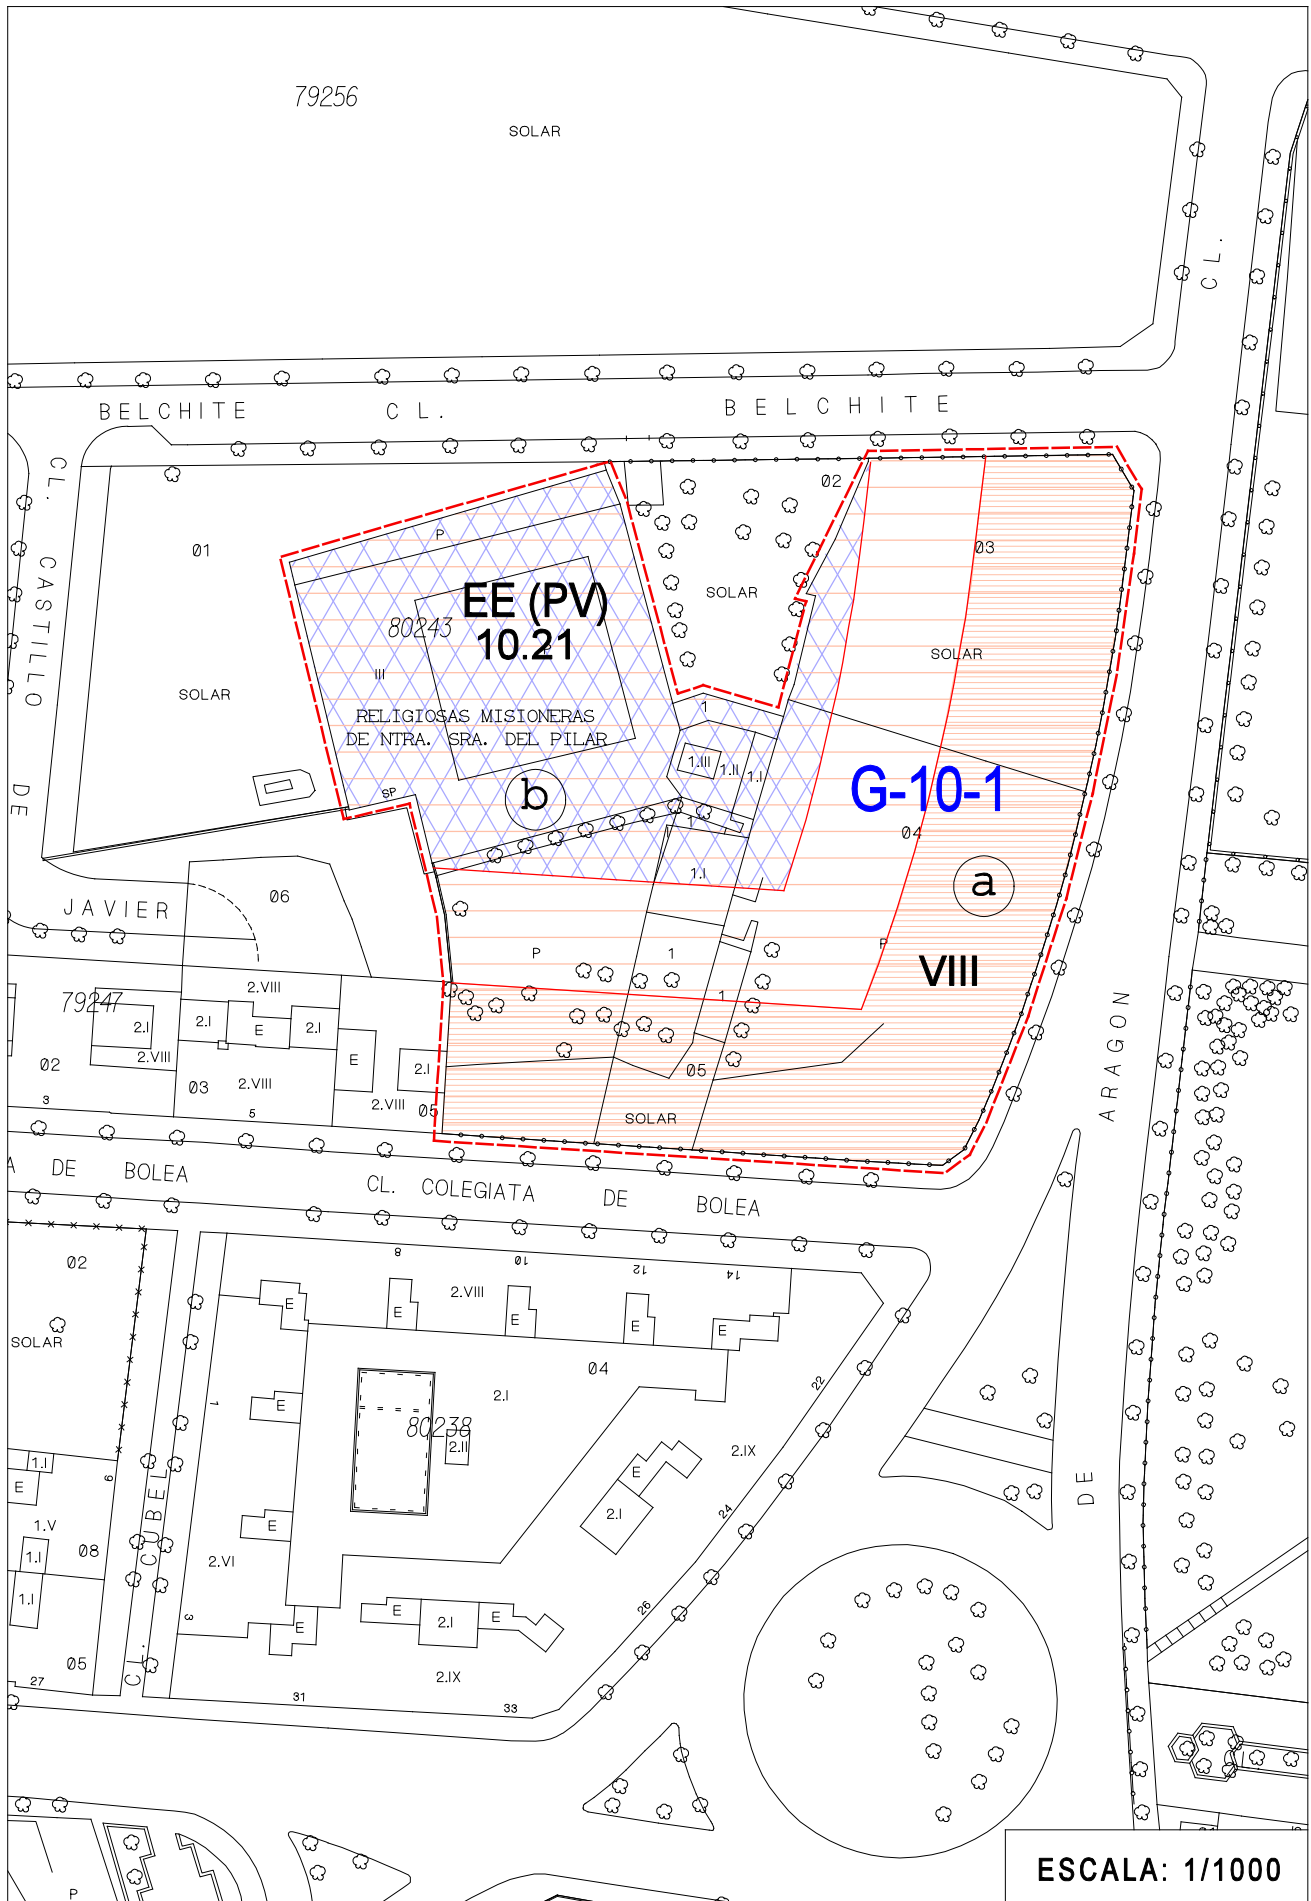 79256
SOLAR
CL.
BELCHITE CL. BELCHITE
CL. CASTILLO DE
JAVIER
01
SOLAR
02
SOLAR
03
SOLAR
P
EE (PV)
80243
10.21
III
RELIGIOSAS MISIONERAS
DE NTRA. SRA. DEL PILAR
SP
b
1
1.III
1.II
1.I
1
1.I
G-10-1
04
a
P
VIII
P
1
1
05
SOLAR
06
79247
2.VIII
2.I
2.VIII
02
3
2.I
E
2.I
03
2.VIII
5
E
2.I
2.VIII
05
ARAGON
DE
A DE BOLEA
CL. COLEGIATA DE BOLEA
02
SOLAR
8
10
12
14
2.VIII
E
E
E
E
E
04
2.I
80238
2.II
1
E
E
2.VI
3
E
22
2.IX
E
2.I
24
26
E
2.I
E
2.IX
31
33
1.I
E
1.V
1.I
08
1.I
05
27
9
CL. CUBEL
P
ESCALA: 1/1000